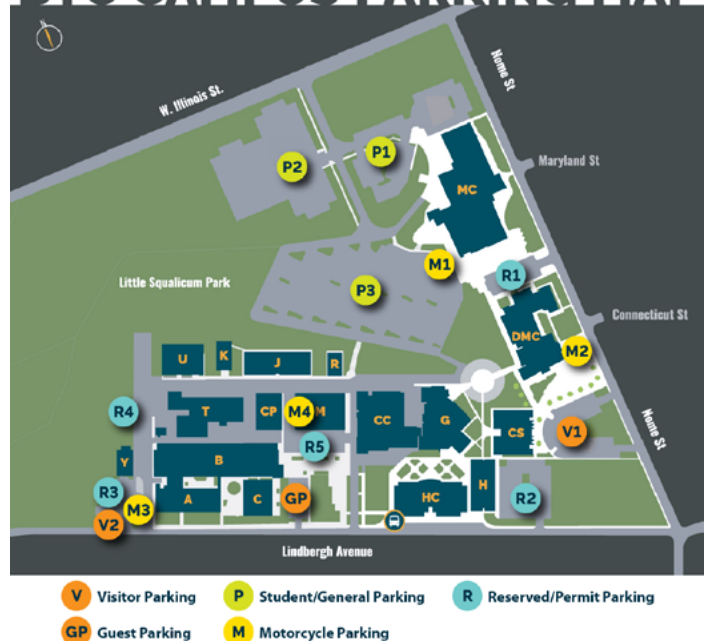 W. Illinois St.
Nome St
P1
P2
MC
Maryland St
M1
R1
Little Squalicum Park
P3
Connecticut St
DMC
M2
U
K
J
R
Nome St
R4
T
CP
M4
M
CC
G
CS
V1
R5
Y
B
R3
A
C
GP
HC
H
R2
M3
V2
Lindbergh Avenue
V Visitor Parking
P Student/General Parking
R Reserved/Permit Parking
GP Guest Parking
M Motorcycle Parking